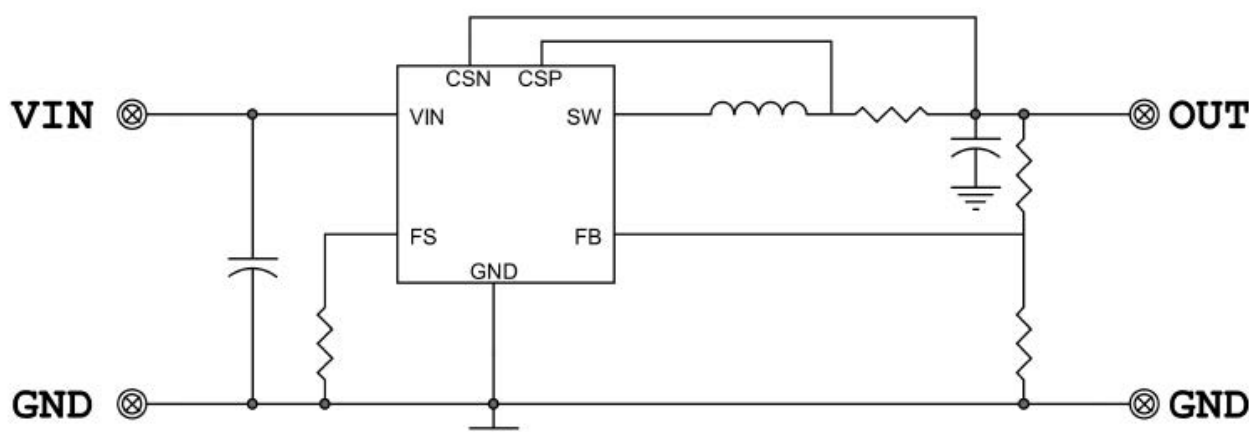 CSN CSP
VIN VIN SW OUT
FS FB
GND
GND GND